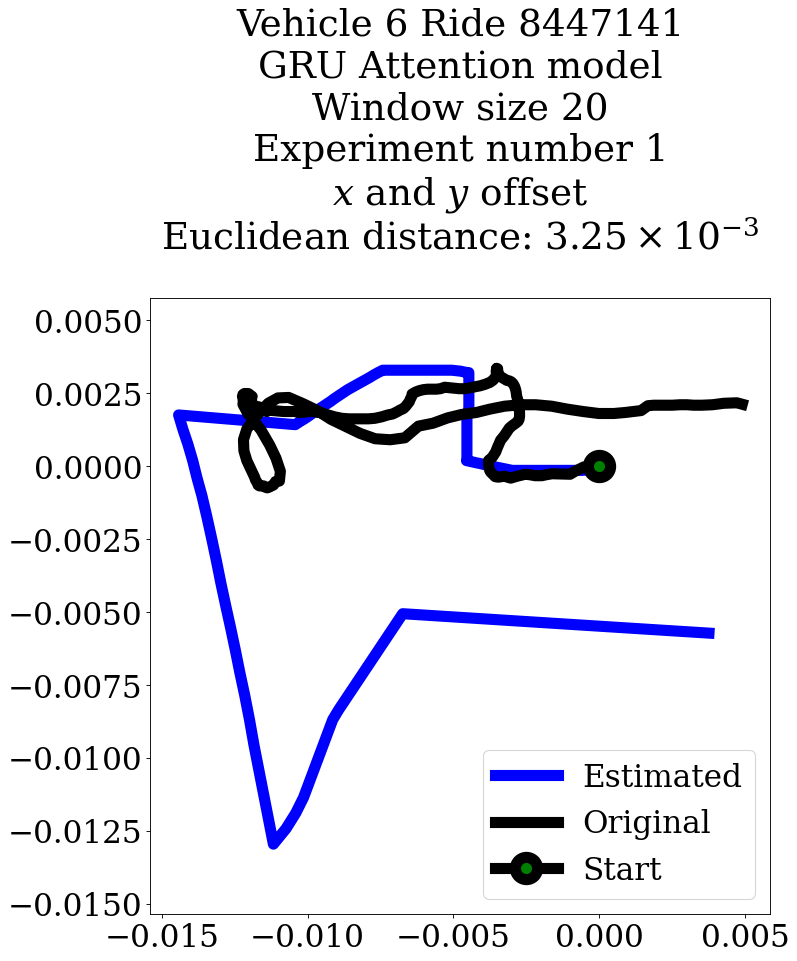 Vehicle 6 Ride 8447141
GRU Attention model
Window size 20
Experiment number 1
x and y offset
Euclidean distance: 3.25 × 10⁻³
0.0050
0.0025
0.0000
−0.0025
−0.0050
−0.0075
−0.0100
−0.0125
−0.0150
Estimated
Original
Start
−0.015 −0.010 −0.005 0.000 0.005